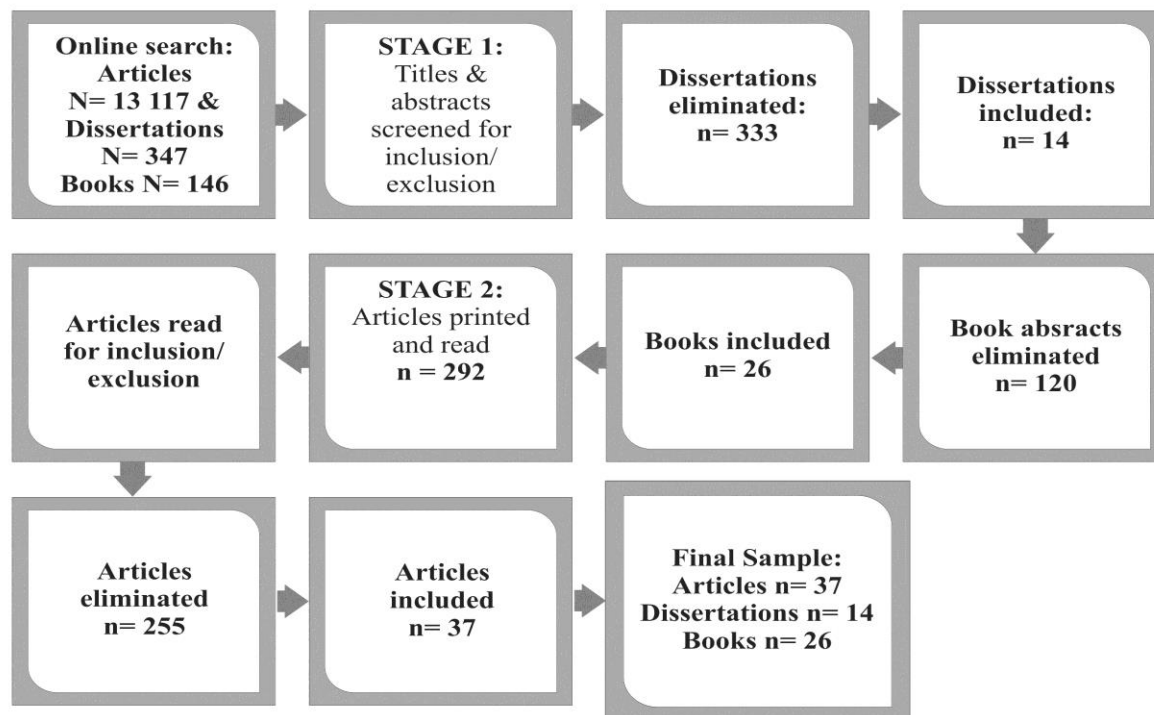 Online search:
Articles
N= 13 117 &
Dissertations
N= 347
Books N= 146
STAGE 1:
Titles &
abstracts
screened for
inclusion/
exclusion
Dissertations
eliminated:
n= 333
Dissertations
included:
n= 14
Book absracts
eliminated
n= 120
Books included
n= 26
STAGE 2:
Articles printed
and read
n = 292
Articles read
for inclusion/
exclusion
Articles
eliminated
n= 255
Articles
included
n= 37
Final Sample:
Articles n= 37
Dissertations n= 14
Books n= 26